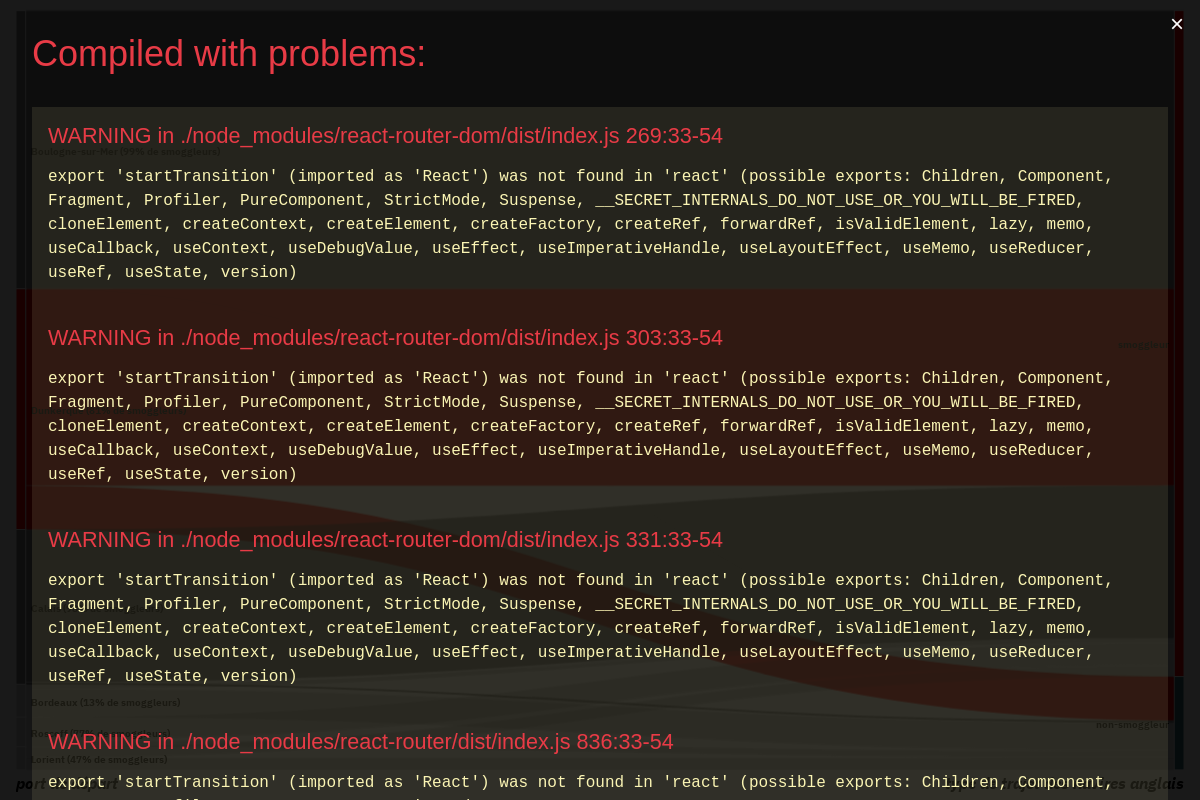 ×
Compiled with problems:
WARNING in ./node_modules/react-router-dom/dist/index.js 269:33-54
Boulogne-sur-Mer (99% de smoggleurs)
export 'startTransition' (imported as 'React') was not found in 'react' (possible exports: Children, Component,
Fragment, Profiler, PureComponent, StrictMode, Suspense, __SECRET_INTERNALS_DO_NOT_USE_OR_YOU_WILL_BE_FIRED,
cloneElement, createContext, createElement, createFactory, createRef, forwardRef, isValidElement, lazy, memo,
useCallback, useContext, useDebugValue, useEffect, useImperativeHandle, useLayoutEffect, useMemo, useReducer,
useRef, useState, version)
WARNING in ./node_modules/react-router-dom/dist/index.js 303:33-54
export 'startTransition' (imported as 'React') was not found in 'react' (possible exports: Children, Component,
Fragment, Profiler, PureComponent, StrictMode, Suspense, __SECRET_INTERNALS_DO_NOT_USE_OR_YOU_WILL_BE_FIRED,
cloneElement, createContext, createElement, createFactory, createRef, forwardRef, isValidElement, lazy, memo,
useCallback, useContext, useDebugValue, useEffect, useImperativeHandle, useLayoutEffect, useMemo, useReducer,
useRef, useState, version)
WARNING in ./node_modules/react-router-dom/dist/index.js 331:33-54
export 'startTransition' (imported as 'React') was not found in 'react' (possible exports: Children, Component,
Fragment, Profiler, PureComponent, StrictMode, Suspense, __SECRET_INTERNALS_DO_NOT_USE_OR_YOU_WILL_BE_FIRED,
cloneElement, createContext, createElement, createFactory, createRef, forwardRef, isValidElement, lazy, memo,
useCallback, useContext, useDebugValue, useEffect, useImperativeHandle, useLayoutEffect, useMemo, useReducer,
useRef, useState, version)
Bordeaux (13% de smoggleurs)
non-smoggleurs
WARNING in ./node_modules/react-router/dist/index.js 836:33-54
Lorient (47% de smoggleurs)
export 'startTransition' (imported as 'React') was not found in 'react' (possible exports: Children, Component,